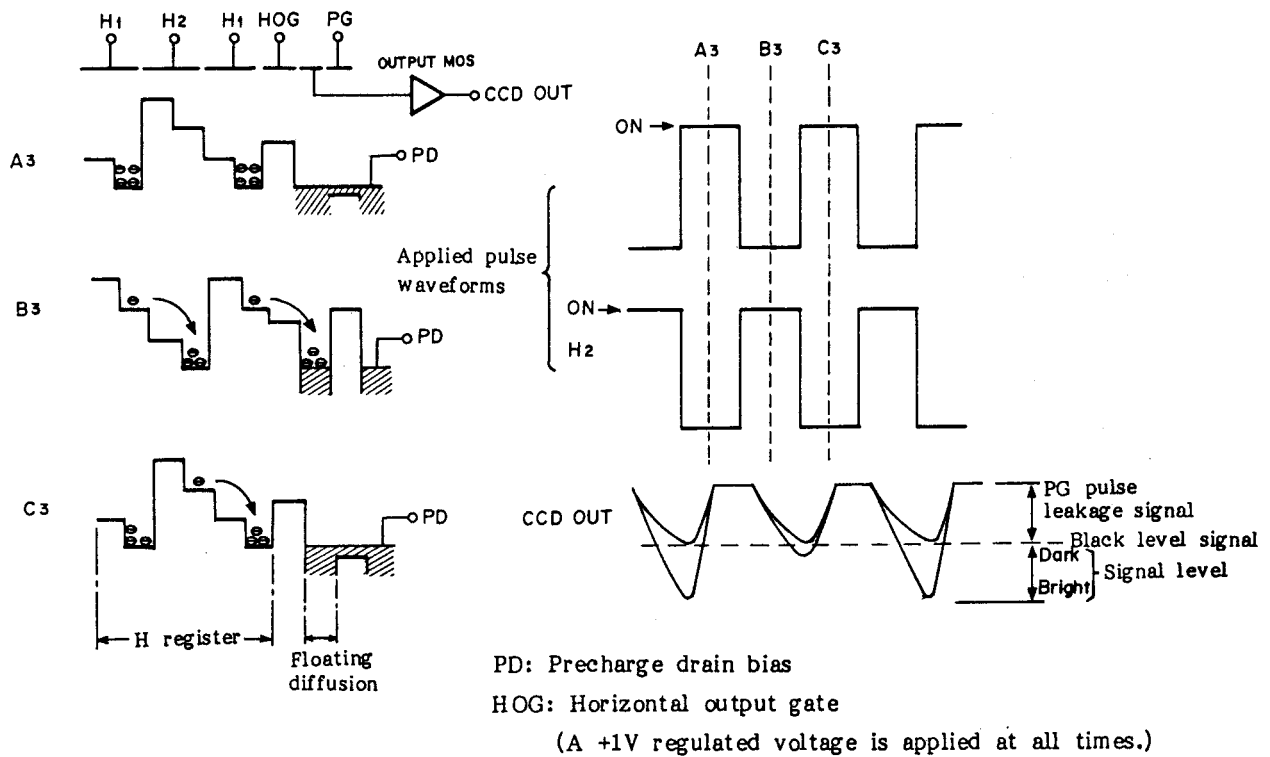 H1 H2 H1 HOG PG
OUTPUT MOS
CCD OUT
A3
PD
B3
PD
C3
PD
H register
Floating
diffusion
Applied pulse
waveforms
A3 B3 C3
ON
ON
H2
CCD OUT
PG pulse
leakage signal
Black level signal
Dark
Bright
Signal level
PD: Precharge drain bias
HOG: Horizontal output gate
(A +1V regulated voltage is applied at all times.)